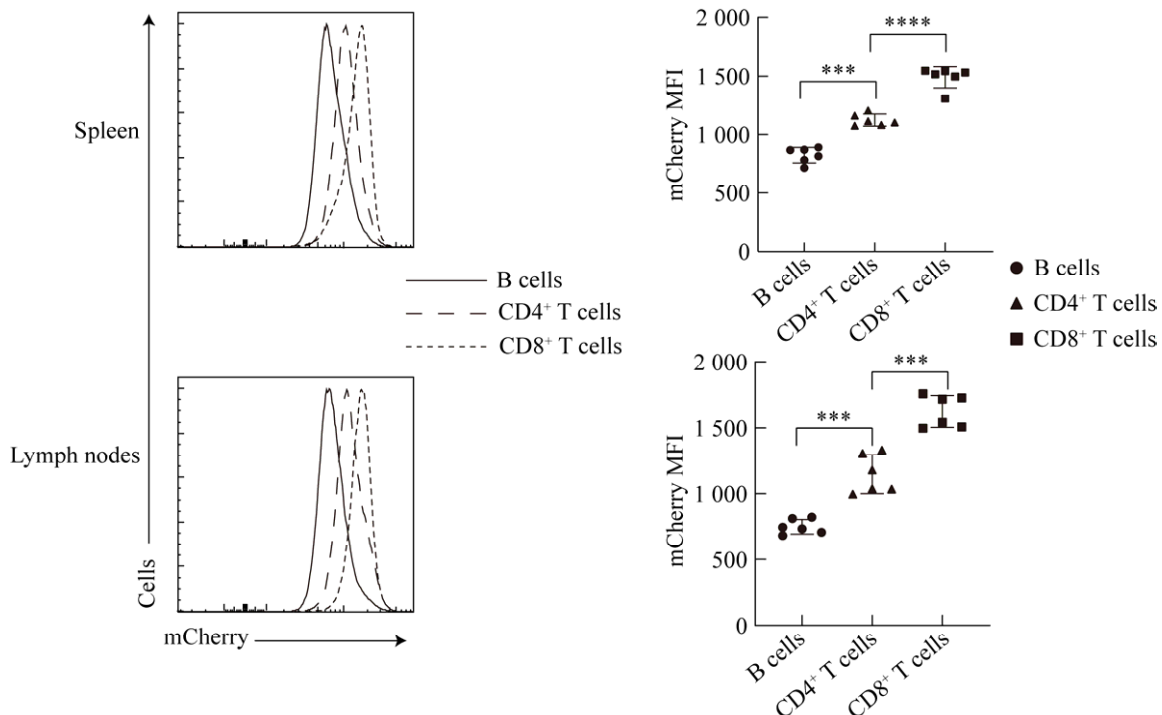 Spleen
Lymph nodes
Cells
mCherry
B cells
CD4⁺ T cells
CD8⁺ T cells
mCherry MFI
2 000
1 500
1 000
500
0
***
****
B cells
CD4⁺ T cells
CD8⁺ T cells
B cells
CD4⁺ T cells
CD8⁺ T cells
mCherry MFI
2 000
1 500
1 000
500
0
***
***
B cells
CD4⁺ T cells
CD8⁺ T cells